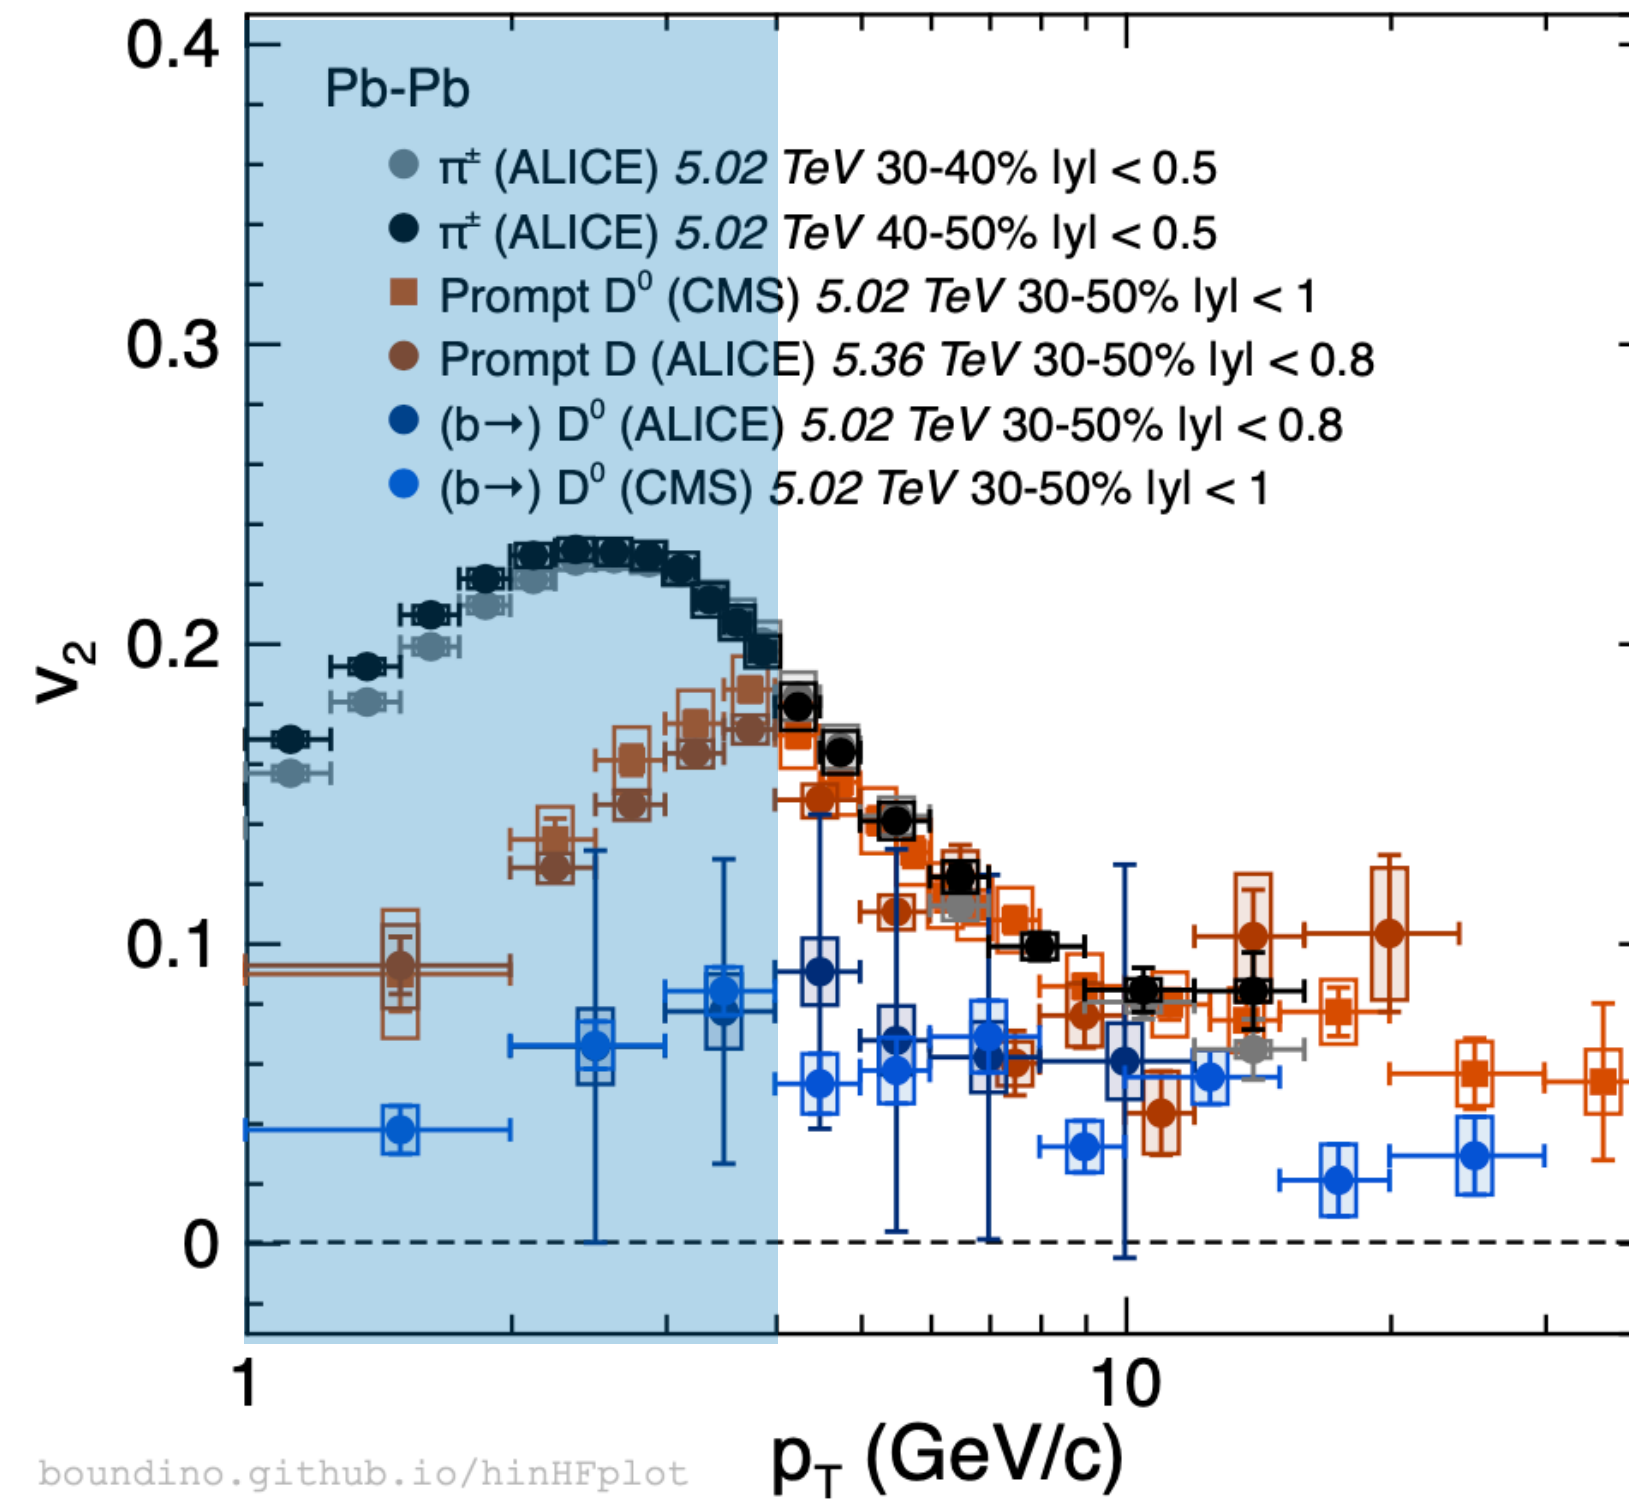 0.4
Pb-Pb
π± (ALICE) 5.02 TeV 30-40% |y| < 0.5
π± (ALICE) 5.02 TeV 40-50% |y| < 0.5
Prompt D⁰ (CMS) 5.02 TeV 30-50% |y| < 1
0.3
Prompt D (ALICE) 5.36 TeV 30-50% |y| < 0.8
(b→) D⁰ (ALICE) 5.02 TeV 30-50% |y| < 0.8
(b→) D⁰ (CMS) 5.02 TeV 30-50% |y| < 1
0.2
v₂
0.1
0
1
10
p_T (GeV/c)
boundino.github.io/hinHFplot